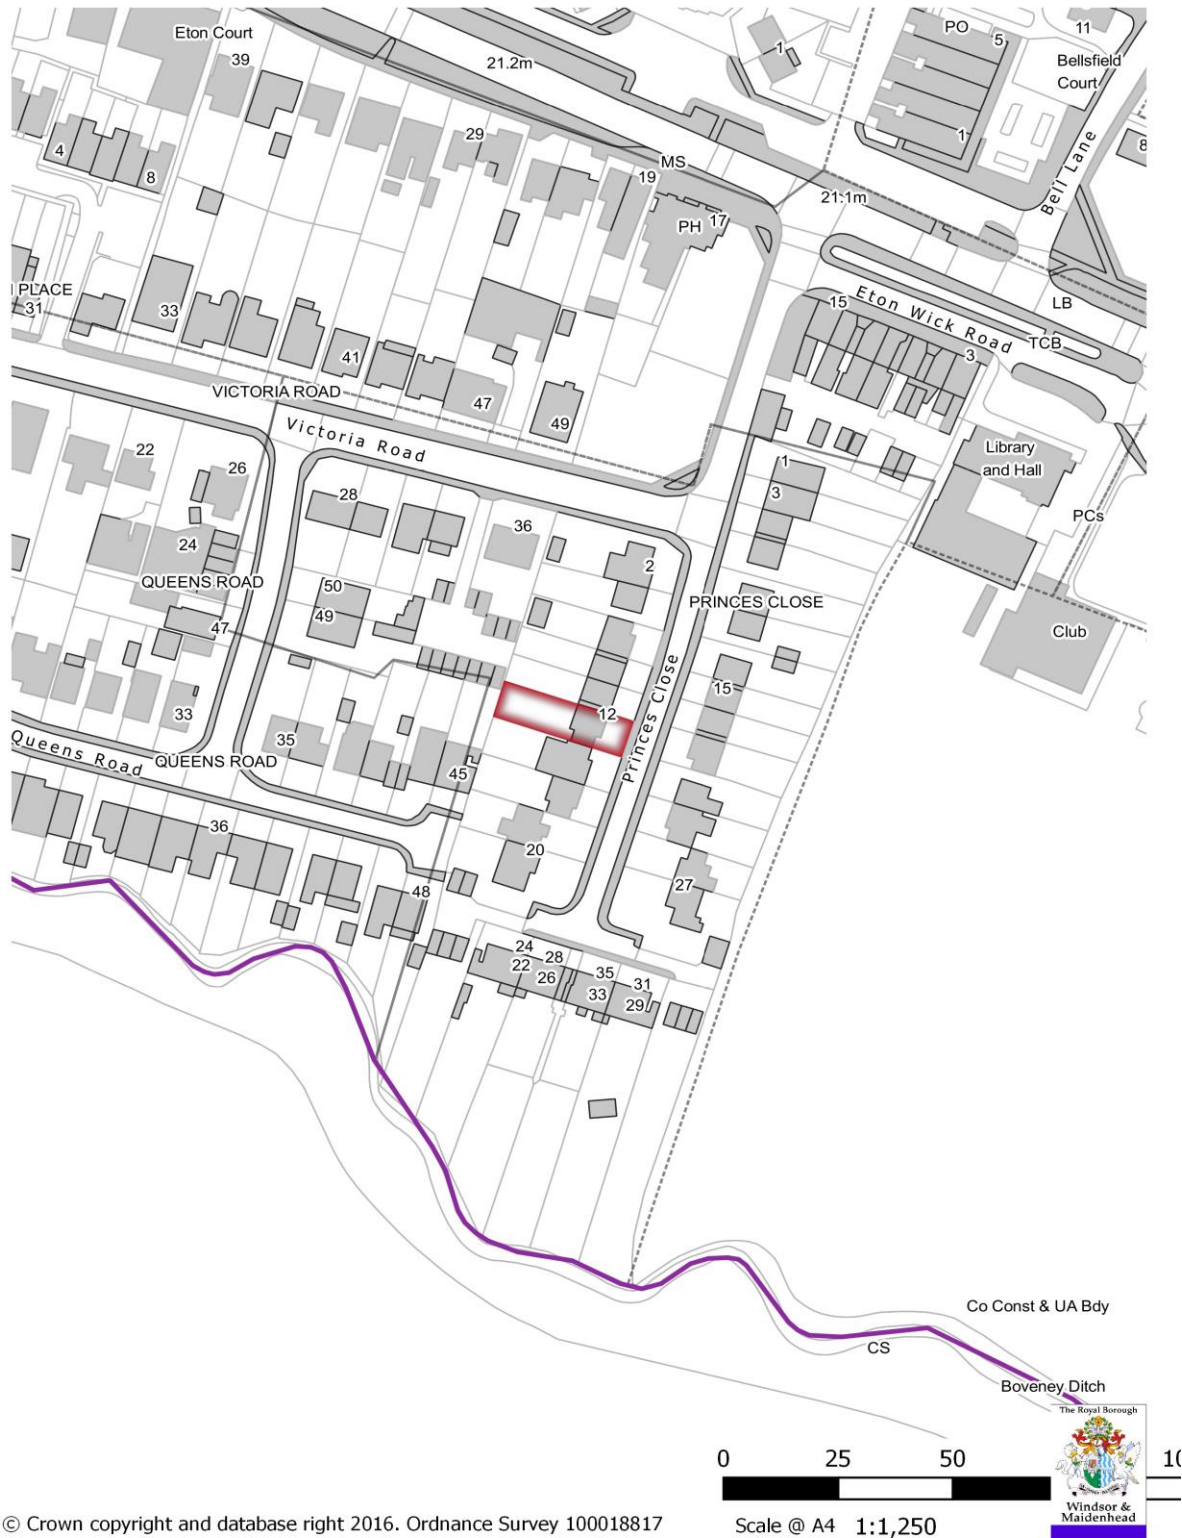 PO
5
11
Eton Court
1
39
21.2m
Bellsfield
Court
29
1
4
8
8
MS
19
Bell Lane
21.1m
PH
17
PLACE
31
33
LB
15
Eton Wick Road
TCB
3
41
VICTORIA ROAD
47
49
Victoria Road
Library
and Hall
22
26
1
28
3
PCs
36
24
2
QUEENS ROAD
50
PRINCES CLOSE
49
47
Club
Princes Close
15
12
33
35
Queens Road
QUEENS ROAD
45
36
20
27
48
24
28
22
26
35
31
33
29
Co Const & UA Bdy
CS
Boveney Ditch
The Royal Borough
0
25
50
Windsor &
Maidenhead
© Crown copyright and database right 2016. Ordnance Survey 100018817
Scale @ A4 1:1,250